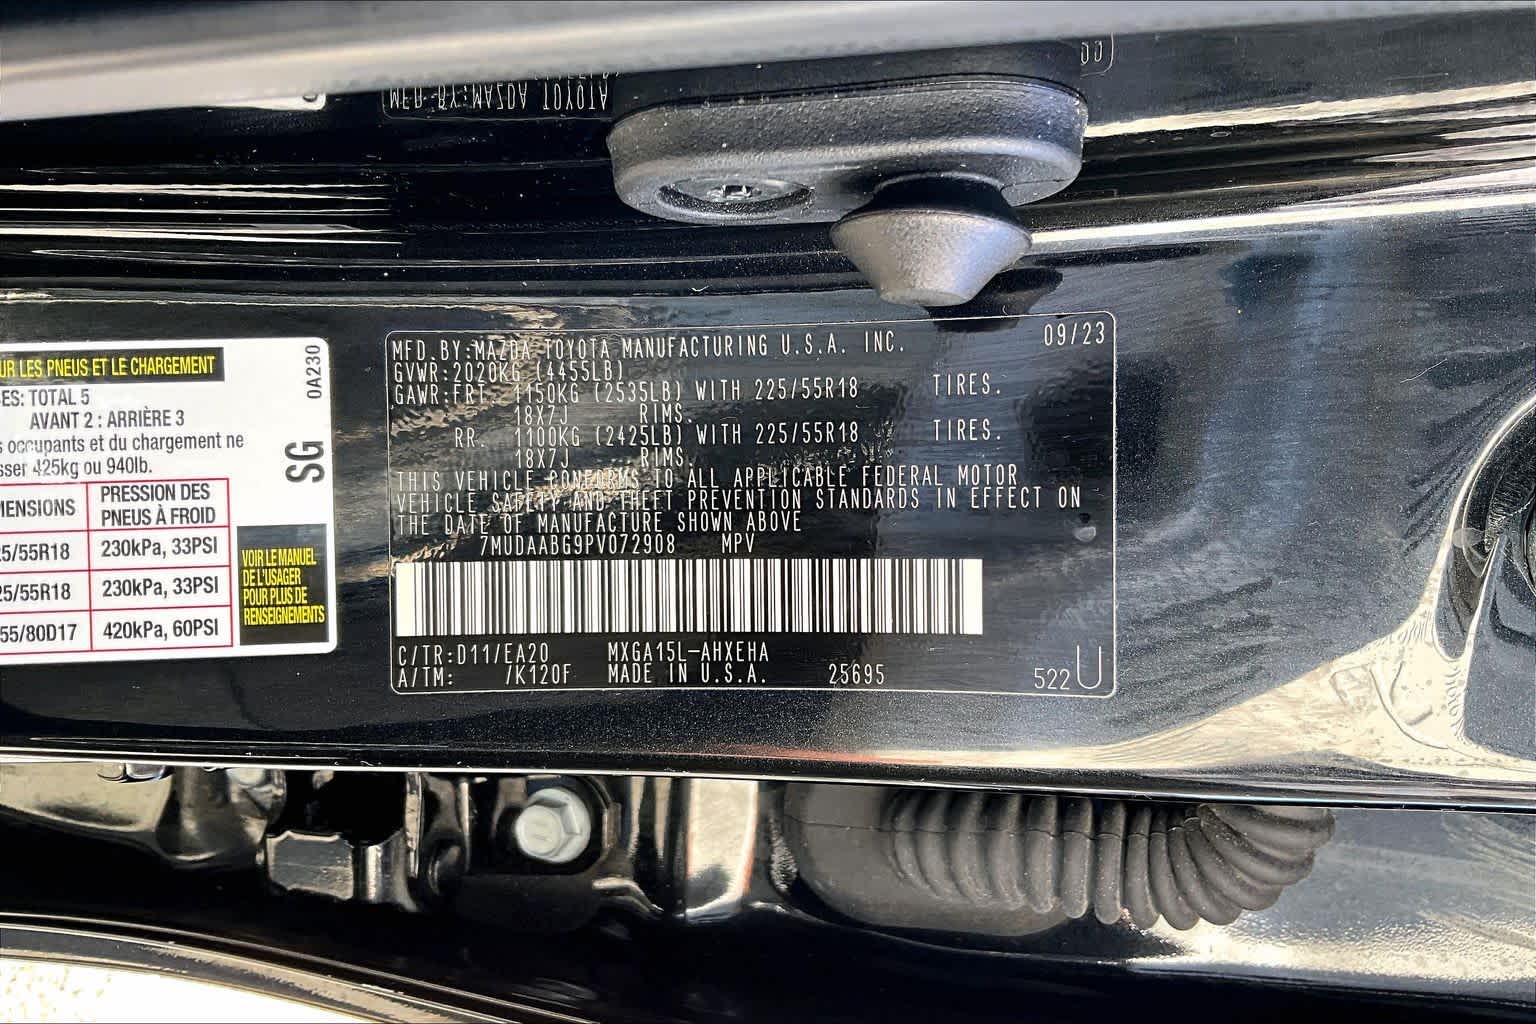 MFD.BY:MAZDA TOYOTA
UR LES PNEUS ET LE CHARGEMENT
ES: TOTAL 5
AVANT 2 : ARRIÈRE 3
occupants et du chargement ne
sser 425kg ou 940lb.
MENSIONS PRESSION DES
PNEUS À FROID
25/55R18 230kPa, 33PSI
25/55R18 230kPa, 33PSI
55/80D17 420kPa, 60PSI
0A230
SG
VOIR LE MANUEL
DE L'USAGER
POUR PLUS DE
RENSEIGNEMENTS
MFD.BY:MAZDA TOYOTA MANUFACTURING U.S.A. INC. 09/23
GVWR:2020KG (4455LB)
GAWR:FRT. 1150KG (2535LB) WITH 225/55R18 TIRES.
18X7J RIMS.
RR. 1100KG (2425LB) WITH 225/55R18 TIRES.
18X7J RIMS.
THIS VEHICLE CONFORMS TO ALL APPLICABLE FEDERAL MOTOR
VEHICLE SAFETY AND THEFT PREVENTION STANDARDS IN EFFECT ON
THE DATE OF MANUFACTURE SHOWN ABOVE
7MUDAABG9PV072908 MPV
C/TR:D11/EA20 MXGA15L-AHXEHA
A/TM: /K120F MADE IN U.S.A. 25695 522U